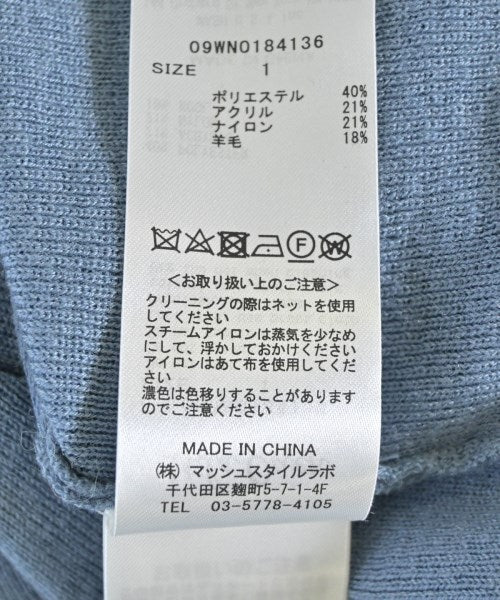 09WN0184136
SIZE 1
ポリエステル 40%
アクリル 21%
ナイロン 21%
羊毛 18%
F W
<お取り扱い上のご注意>
クリーニングの際はネットを使用
してください
スチームアイロンは蒸気を少なめ
にして、浮かしておかけください
アイロンはあて布を使用してくだ
さい
濃色は色移りすることがあります
のでご注意ください
MADE IN CHINA
(株) マッシュスタイルラボ
千代田区麹町5-7-1-4F
TEL 03-5778-4105